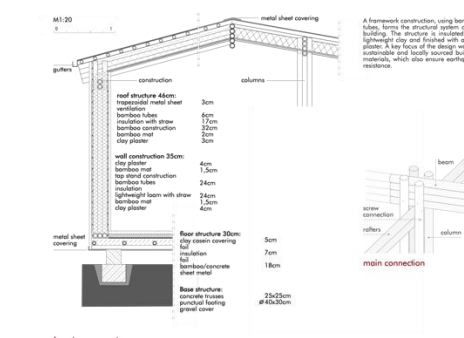 M1:20
metal sheet covering
gutters
construction
columns
roof structure 46cm:
trapezoidal metal sheet 3cm
ventilation
bamboo tubes 6cm
insulation with straw 17cm
bamboo construction 32cm
bamboo mat 2cm
clay plaster 3cm
wall construction 35cm:
clay plaster 4cm
bamboo mat 1,5cm
tap stand construction
bamboo tubes 24cm
insulation
lightweight loam with straw 24cm
bamboo mat 1,5cm
clay plaster 4cm
metal sheet
covering
floor structure 30cm:
clay casein covering 5cm
foil
insulation 7cm
foil
bamboo/concrete 18cm
sheet metal
Base structure:
concrete trusses 25x25cm
punctual footing Ø 40x30cm
gravel cover
A framework construction, using bam
tubes, forms the structural system o
building. The structure is insulated
lightweight clay and finished with
plaster. A key focus of the design w
sustainable and locally sourced bui
materials, which also ensure earthq
resistance.
beam
screw
connection
rafters
column
main connection